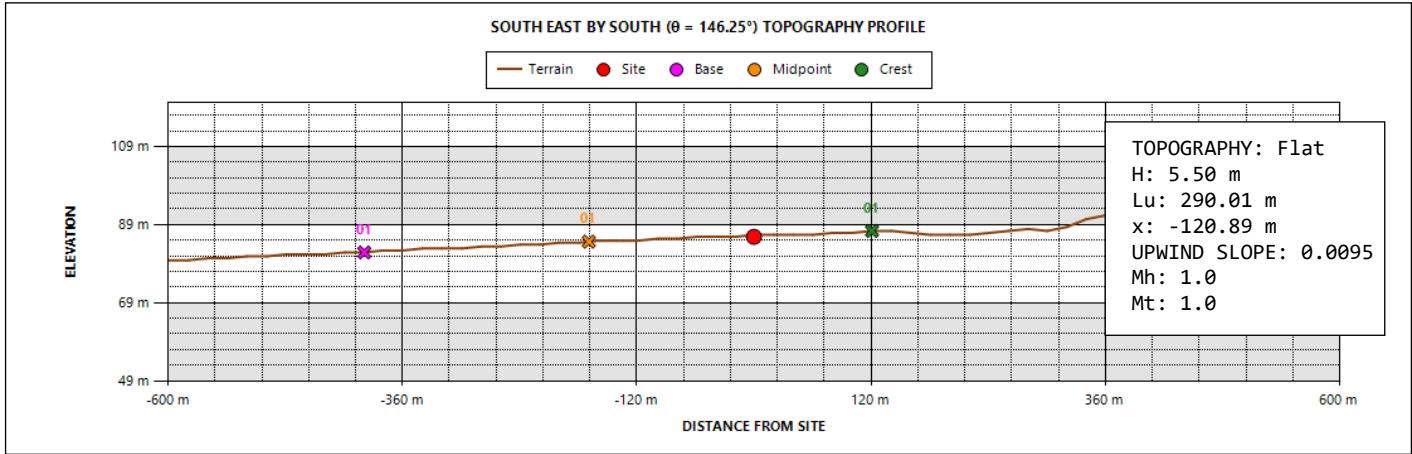 SOUTH EAST BY SOUTH (θ = 146.25°) TOPOGRAPHY PROFILE
Terrain Site Base Midpoint Crest
109 m
89 m
69 m
49 m
ELEVATION
01
01
01
-600 m -360 m -120 m 120 m 360 m 600 m
DISTANCE FROM SITE
TOPOGRAPHY: Flat
H: 5.50 m
Lu: 290.01 m
x: -120.89 m
UPWIND SLOPE: 0.0095
Mh: 1.0
Mt: 1.0